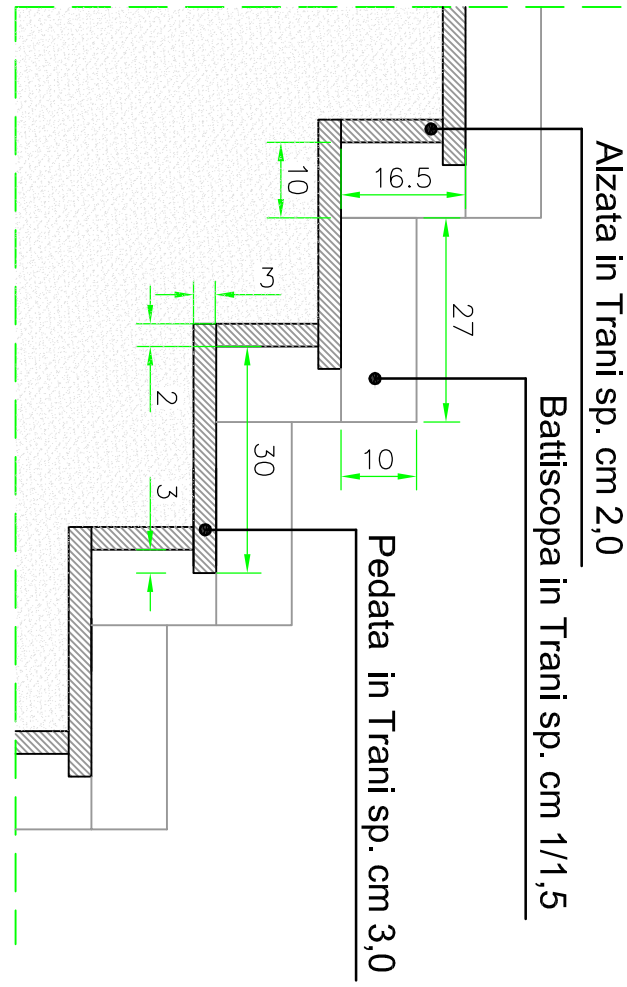 Alzata in Trani sp. cm 2,0
Battiscopa in Trani sp. cm 1/1,5
Pedata in Trani sp. cm 3,0
16.5
10
27
3
2
30
10
3